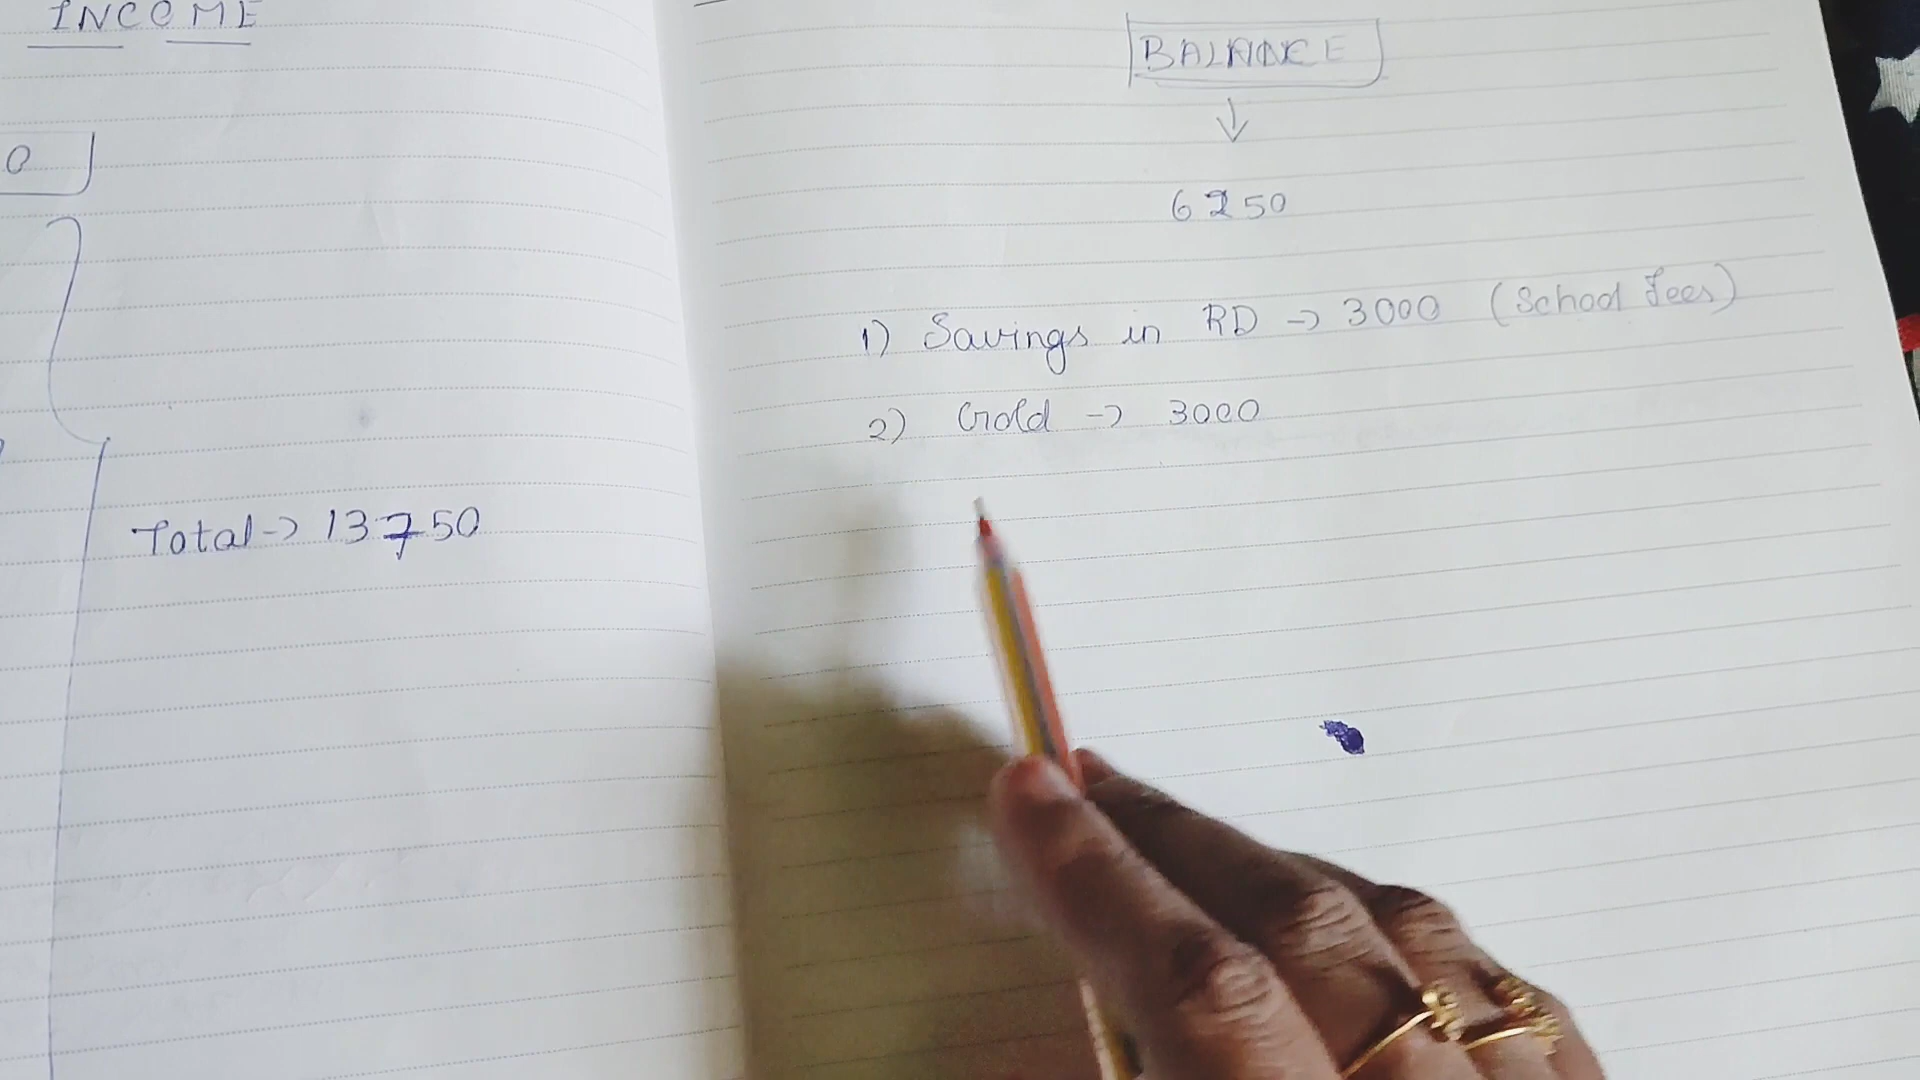 INCOME
0
Total -> 13750
BALANCE
↓
6250
1) Savings in RD -> 3000 (School fees)
2) Gold -> 3000